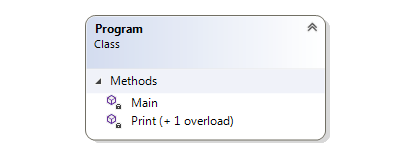 Program
Class
Methods
Main
Print (+ 1 overload)